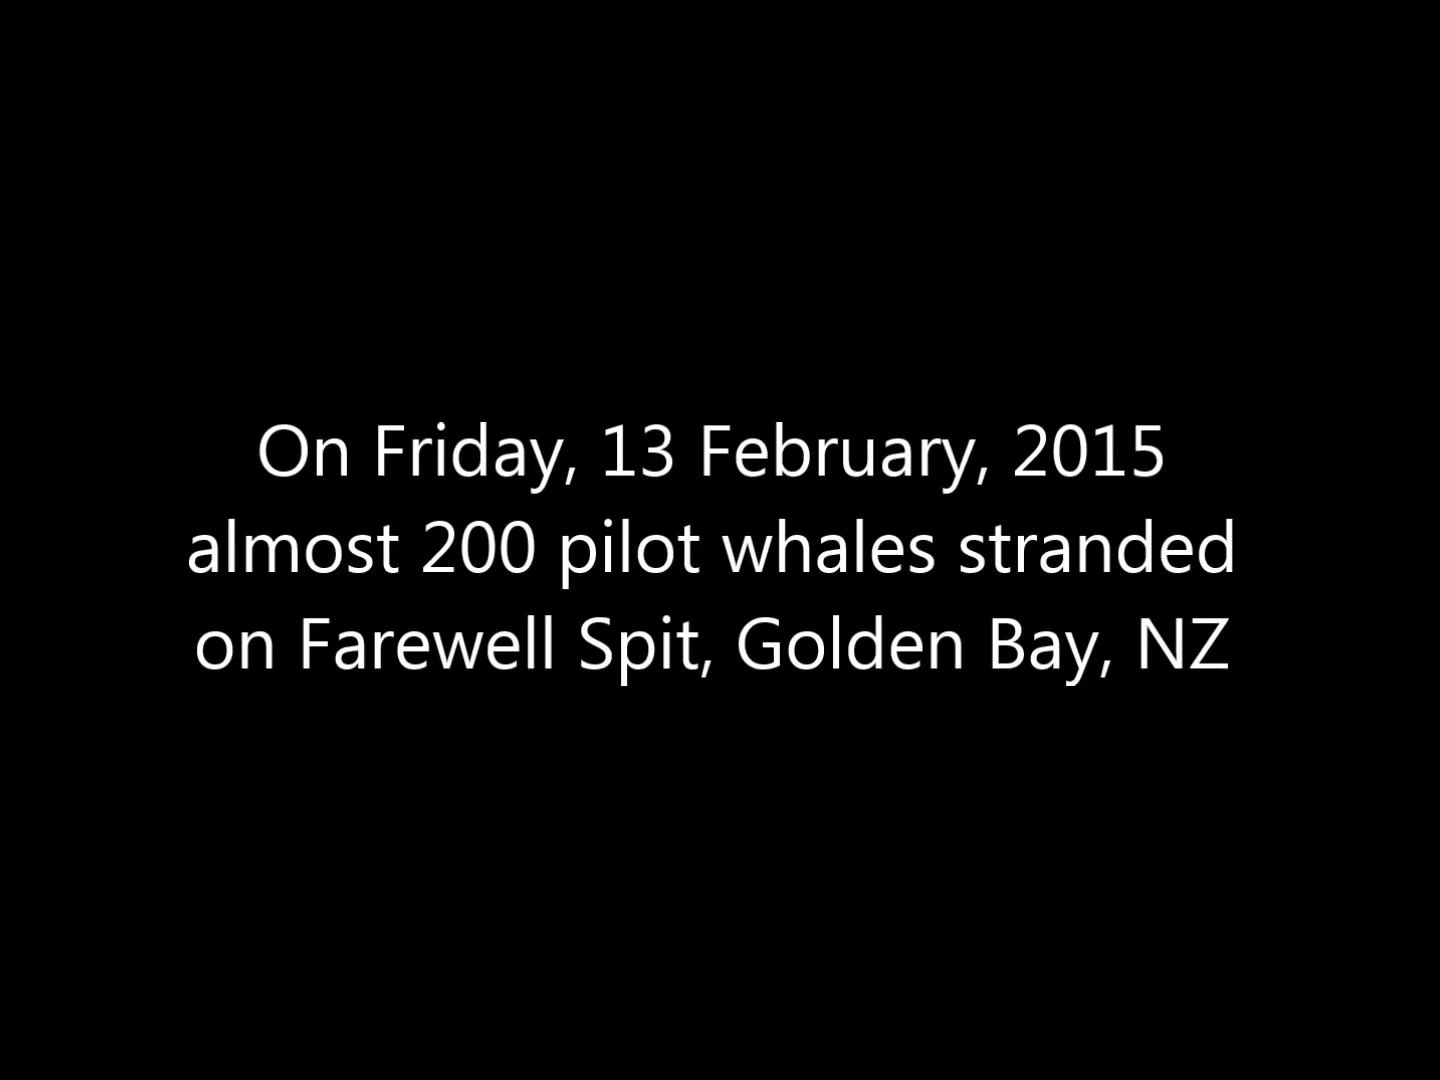 On Friday, 13 February, 2015
almost 200 pilot whales stranded
on Farewell Spit, Golden Bay, NZ